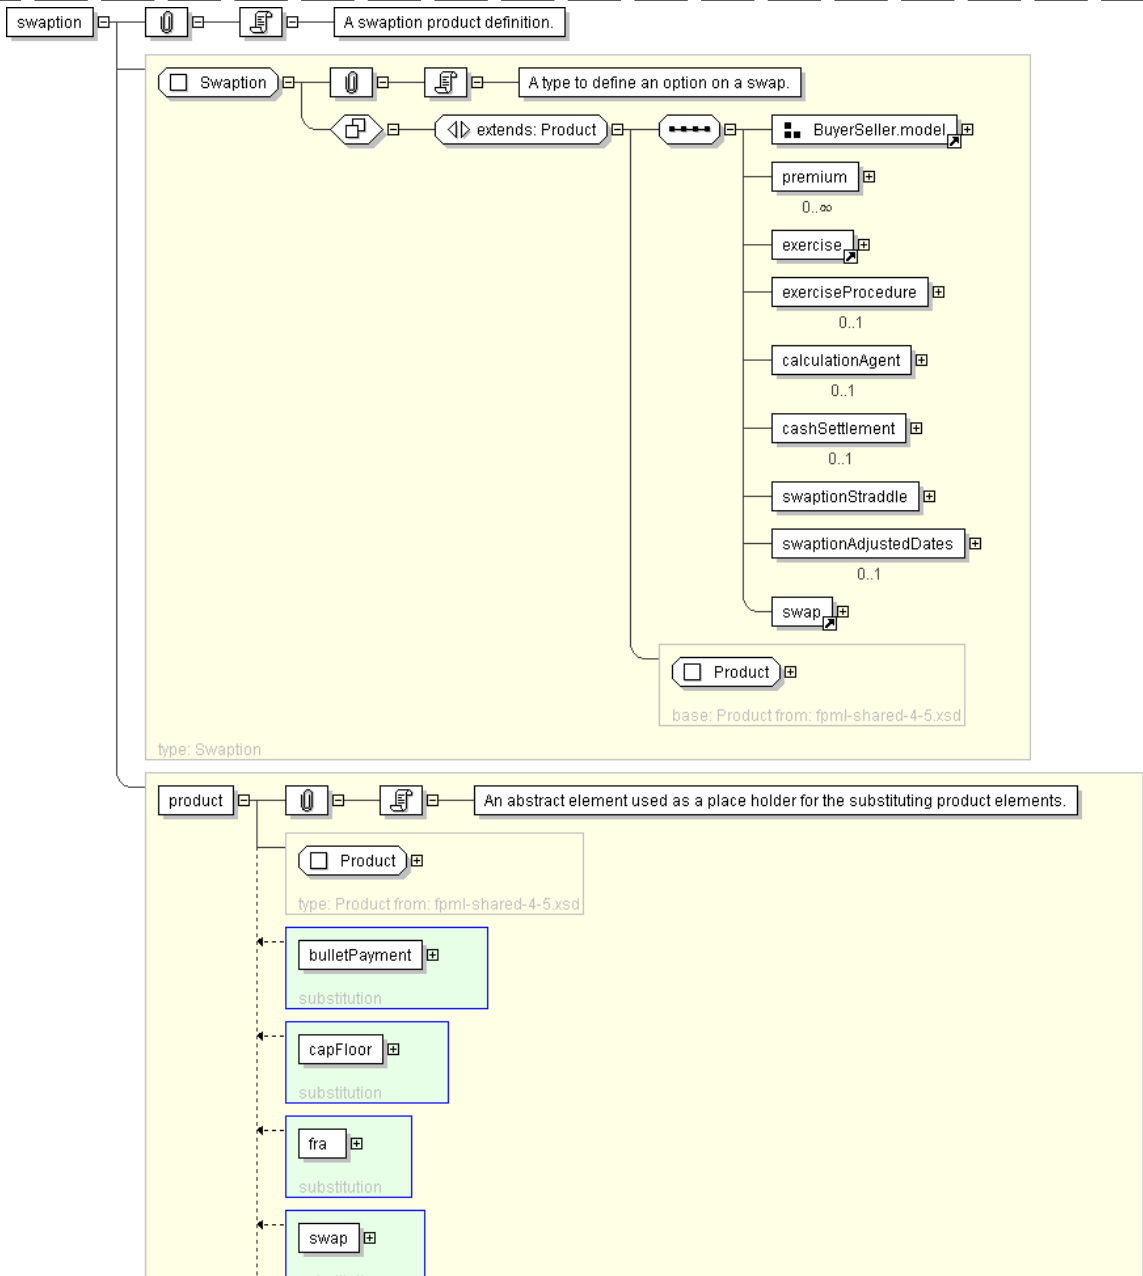 swaption
A swaption product definition.
Swaption
A type to define an option on a swap.
extends: Product
BuyerSeller.model
premium
0..∞
exercise
exerciseProcedure
0..1
calculationAgent
0..1
cashSettlement
0..1
swaptionStraddle
swaptionAdjustedDates
0..1
swap
Product
base: Product from: fpml-shared-4-5.xsd
type: Swaption
product
An abstract element used as a place holder for the substituting product elements.
Product
type: Product from: fpml-shared-4-5.xsd
bulletPayment
substitution
capFloor
substitution
fra
substitution
swap